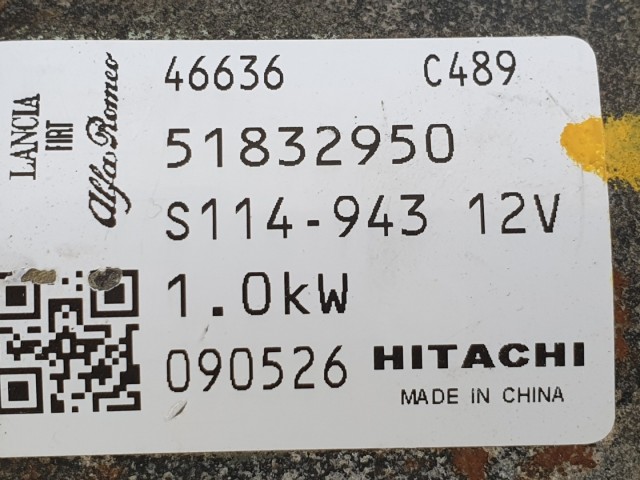 LANCIA
FIAT
Alfa Romeo
46636 C489
51832950
S114-943 12V
1.0kW
090526 HITACHI
MADE IN CHINA